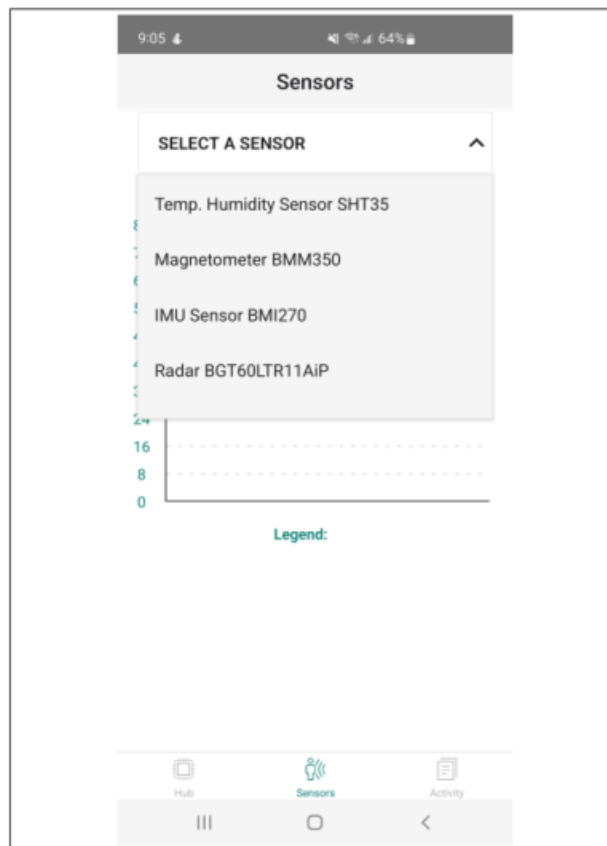 9:05
64%
Sensors
SELECT A SENSOR
Temp. Humidity Sensor SHT35
Magnetometer BMM350
IMU Sensor BMI270
Radar BGT60LTR11AiP
24
16
8
0
Legend:
Hub
Sensors
Activity